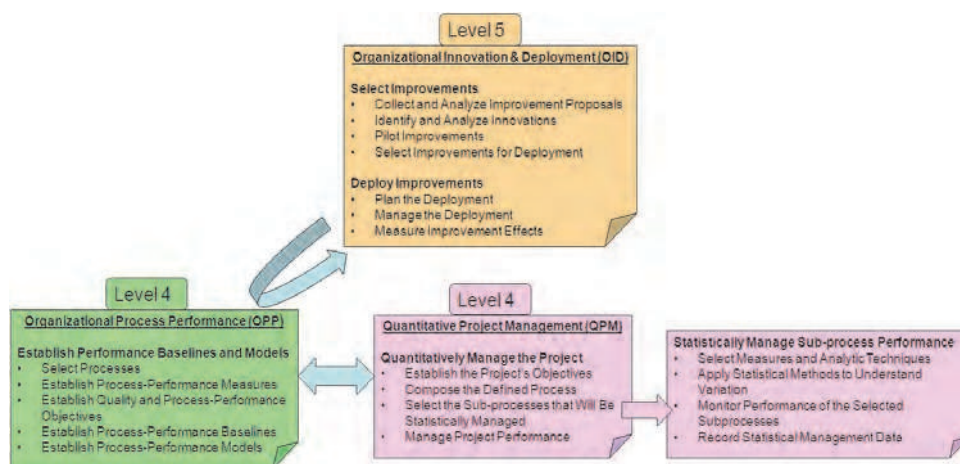 Level 5
Organizational Innovation & Deployment (OID)
Select Improvements
• Collect and Analyze Improvement Proposals
• Identify and Analyze Innovations
• Pilot Improvements
• Select Improvements for Deployment
Deploy Improvements
• Plan the Deployment
• Manage the Deployment
• Measure Improvement Effects
Level 4
Organizational Process Performance (OPP)
Establish Performance Baselines and Models
• Select Processes
• Establish Process-Performance Measures
• Establish Quality and Process-Performance
Objectives
• Establish Process-Performance Baselines
• Establish Process-Performance Models
Level 4
Quantitative Project Management (QPM)
Quantitatively Manage the Project
• Establish the Project's Objectives
• Compose the Defined Process
• Select the Sub-processes that Will Be
Statistically Managed
• Manage Project Performance
Statistically Manage Sub-process Performance
• Select Measures and Analytic Techniques
• Apply Statistical Methods to Understand
Variation
• Monitor Performance of the Selected
Subprocesses
• Record Statistical Management Data